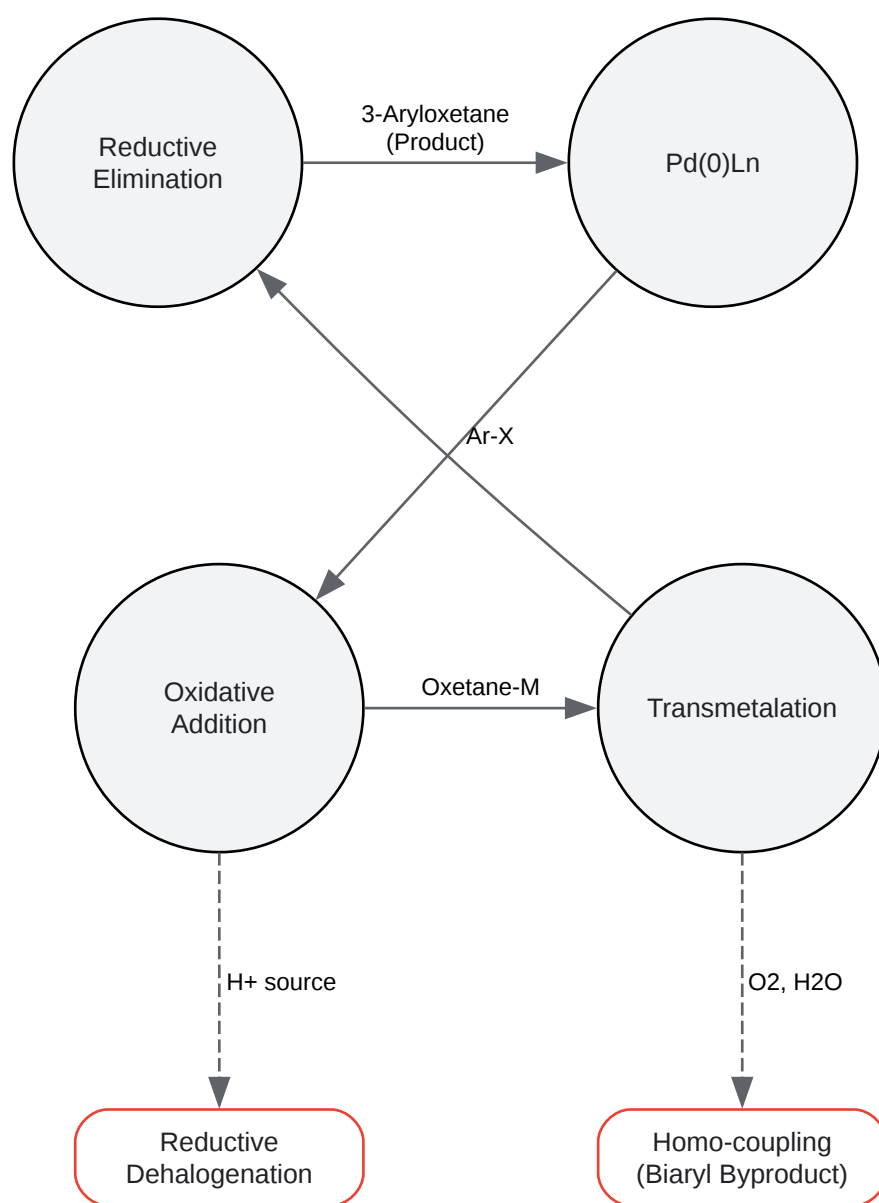 Reductive
Elimination
3-Aryloxetane
(Product)
Pd(0)Ln
Ar-X
Oxidative
Addition
Oxetane-M
Transmetalation
H+ source
O2, H2O
Reductive
Dehalogenation
Homo-coupling
(Biaryl Byproduct)